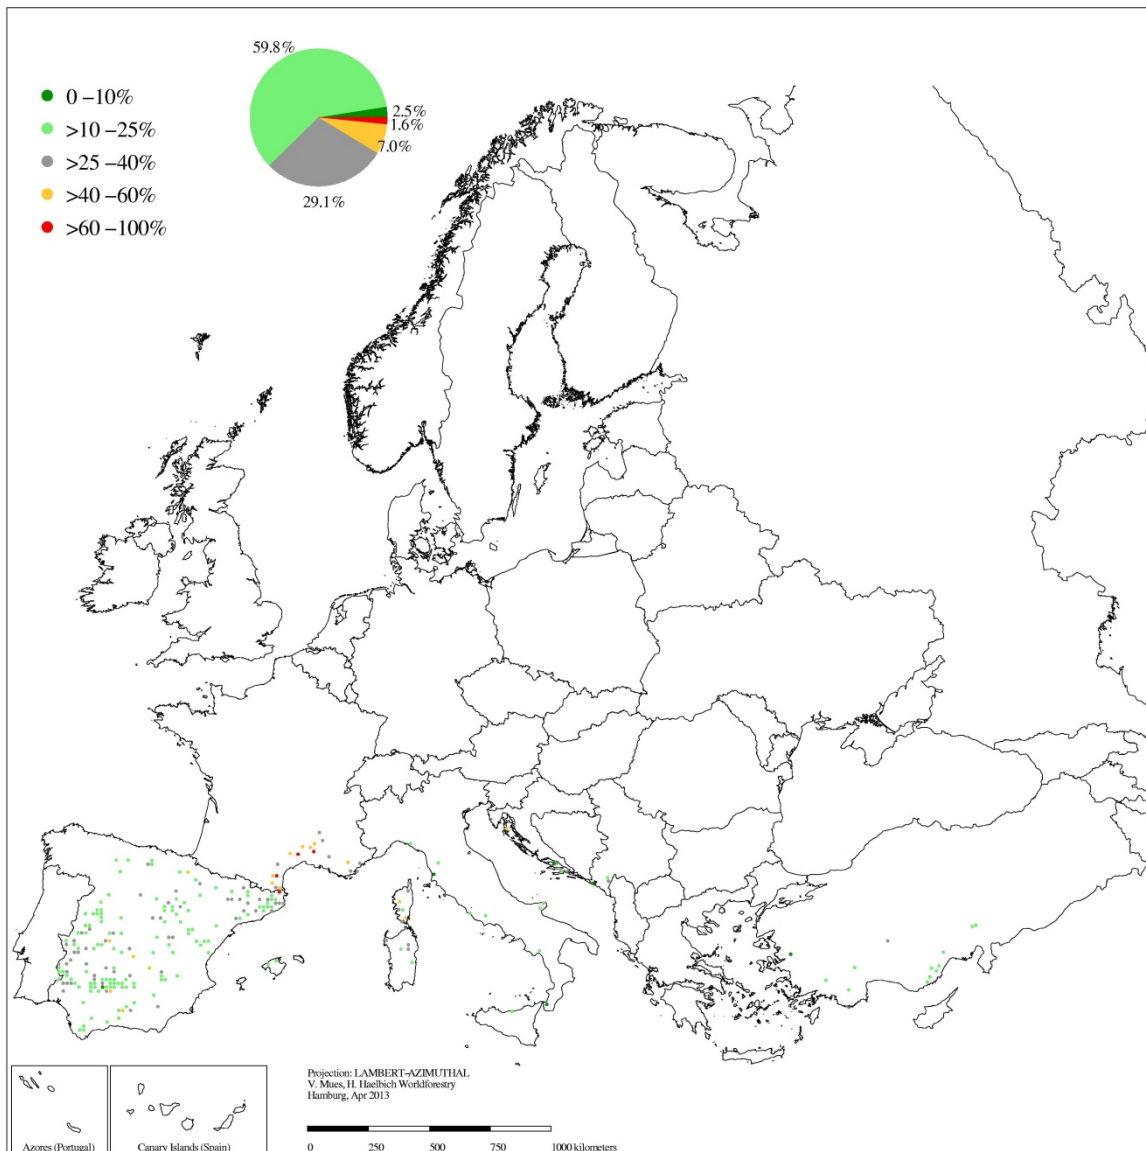 59.8%
0 –10%
>10 –25%
>25 –40%
>40 –60%
>60 –100%
2.5%
1.6%
7.0%
29.1%
Projection: LAMBERT-AZIMUTHAL
V. Mues, H. Haelbich Worldforestry
Hamburg, Apr 2013
Azores (Portugal)
Canary Islands (Spain)
0 250 500 750 1000 kilometers